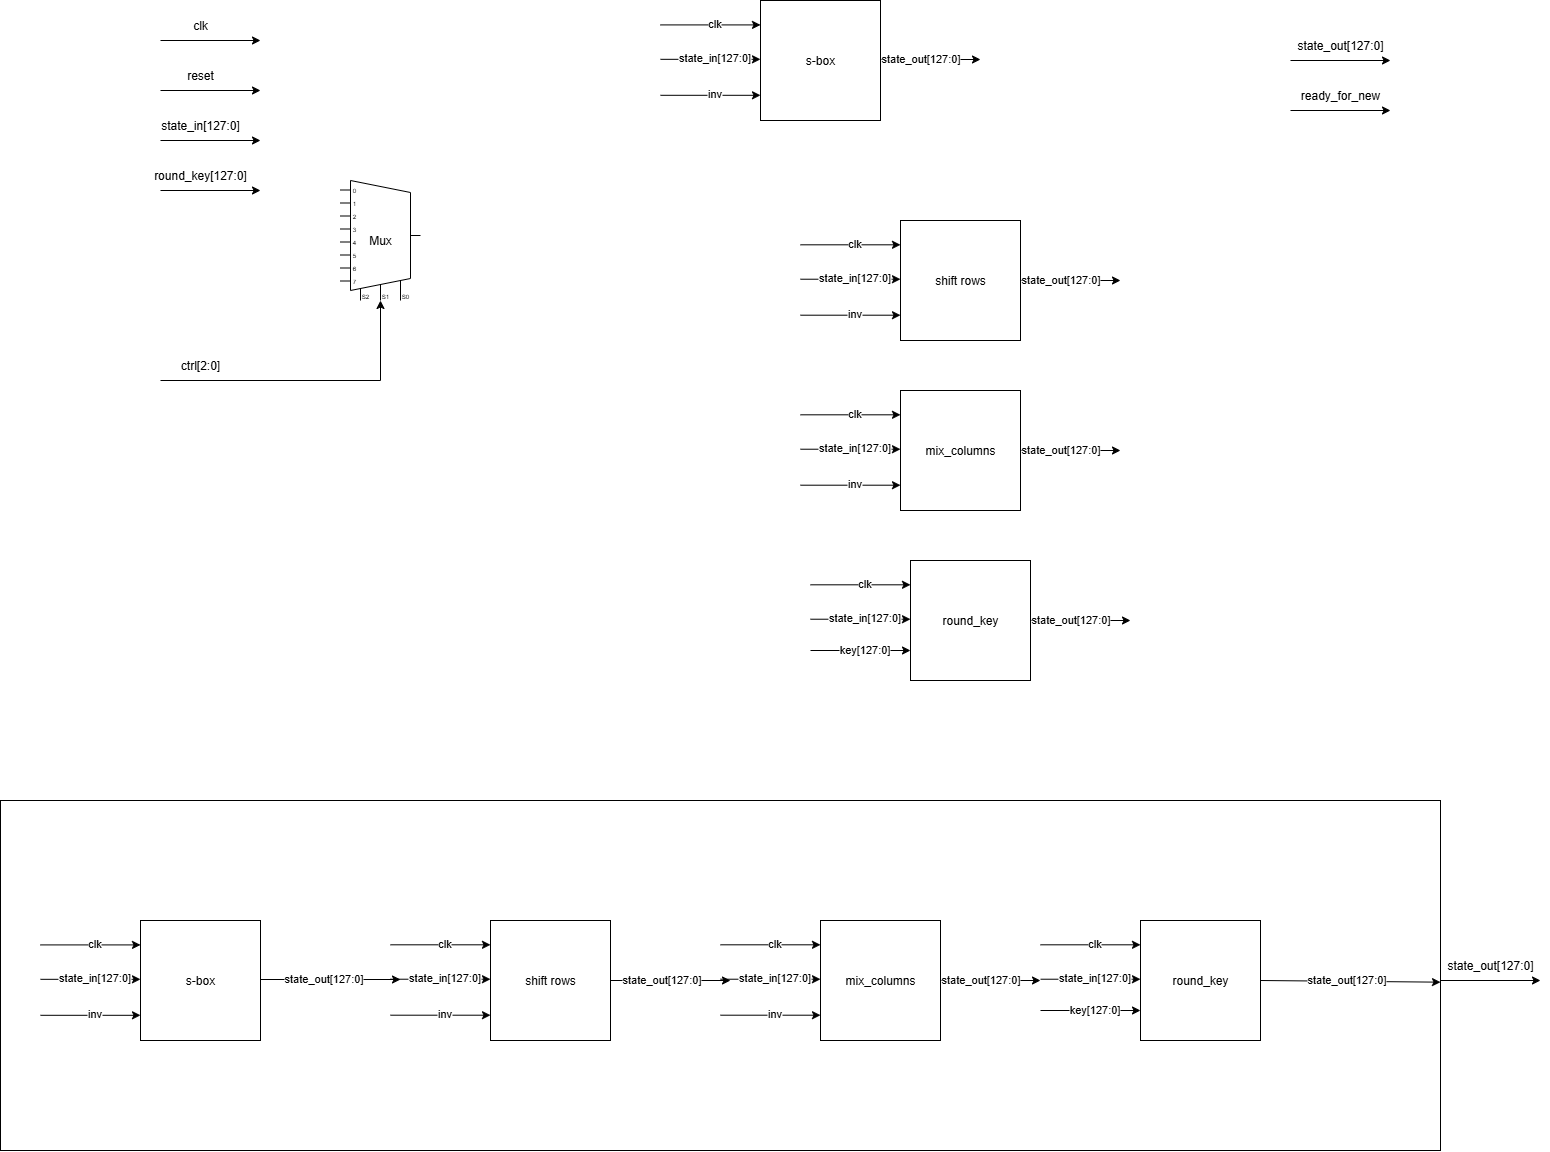 clk
reset
state_in[127:0]
round_key[127:0]
0
1
2
3
4
5
6
7
Mux
S2
S1
S0
ctrl[2:0]
clk
state_in[127:0]
inv
s-box
state_out[127:0]
state_out[127:0]
ready_for_new
clk
state_in[127:0]
inv
shift rows
state_out[127:0]
clk
state_in[127:0]
inv
mix_columns
state_out[127:0]
clk
state_in[127:0]
key[127:0]
round_key
state_out[127:0]
clk
state_in[127:0]
inv
s-box
state_out[127:0]
clk
state_in[127:0]
inv
shift rows
state_out[127:0]
clk
state_in[127:0]
inv
mix_columns
state_out[127:0]
clk
state_in[127:0]
key[127:0]
round_key
state_out[127:0]
state_out[127:0]